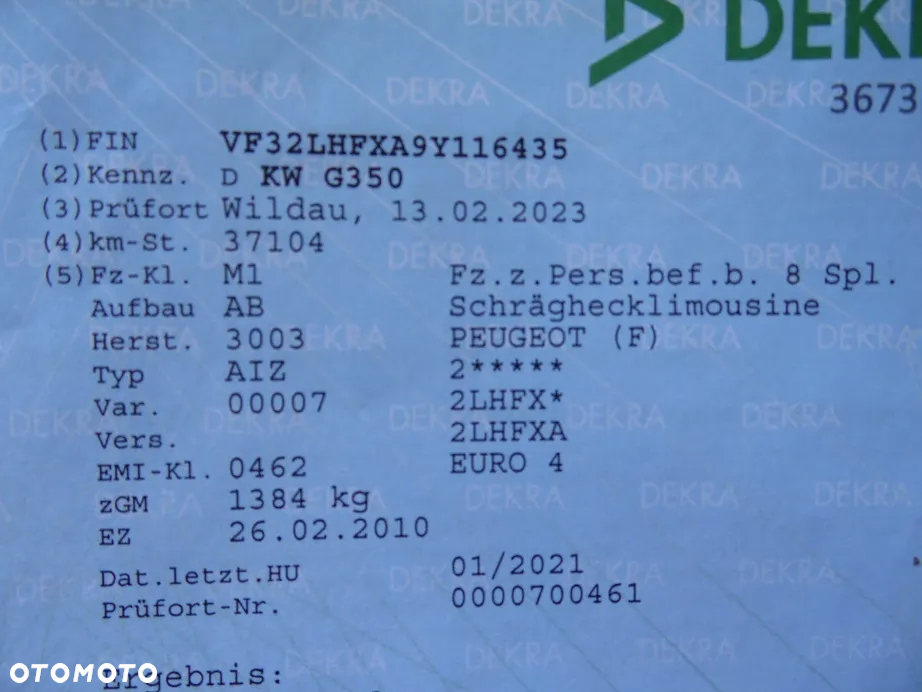 DEK
3673
(1)FIN VF32LHFXA9Y116435
(2)Kennz. D KW G350
(3)Prüfort Wildau, 13.02.2023
(4)km-St. 37104
(5)Fz-Kl. M1 Fz.z.Pers.bef.b. 8 Spl.
Aufbau AB Schräghecklimousine
Herst. 3003 PEUGEOT (F)
Typ AIZ 2*****
Var. 00007 2LHFX*
Vers. 2LHFXA
EMI-Kl. 0462 EURO 4
zGM 1384 kg
EZ 26.02.2010
Dat.letzt.HU 01/2021
Prüfort-Nr. 0000700461
Ergebnis:
OTOMOTO